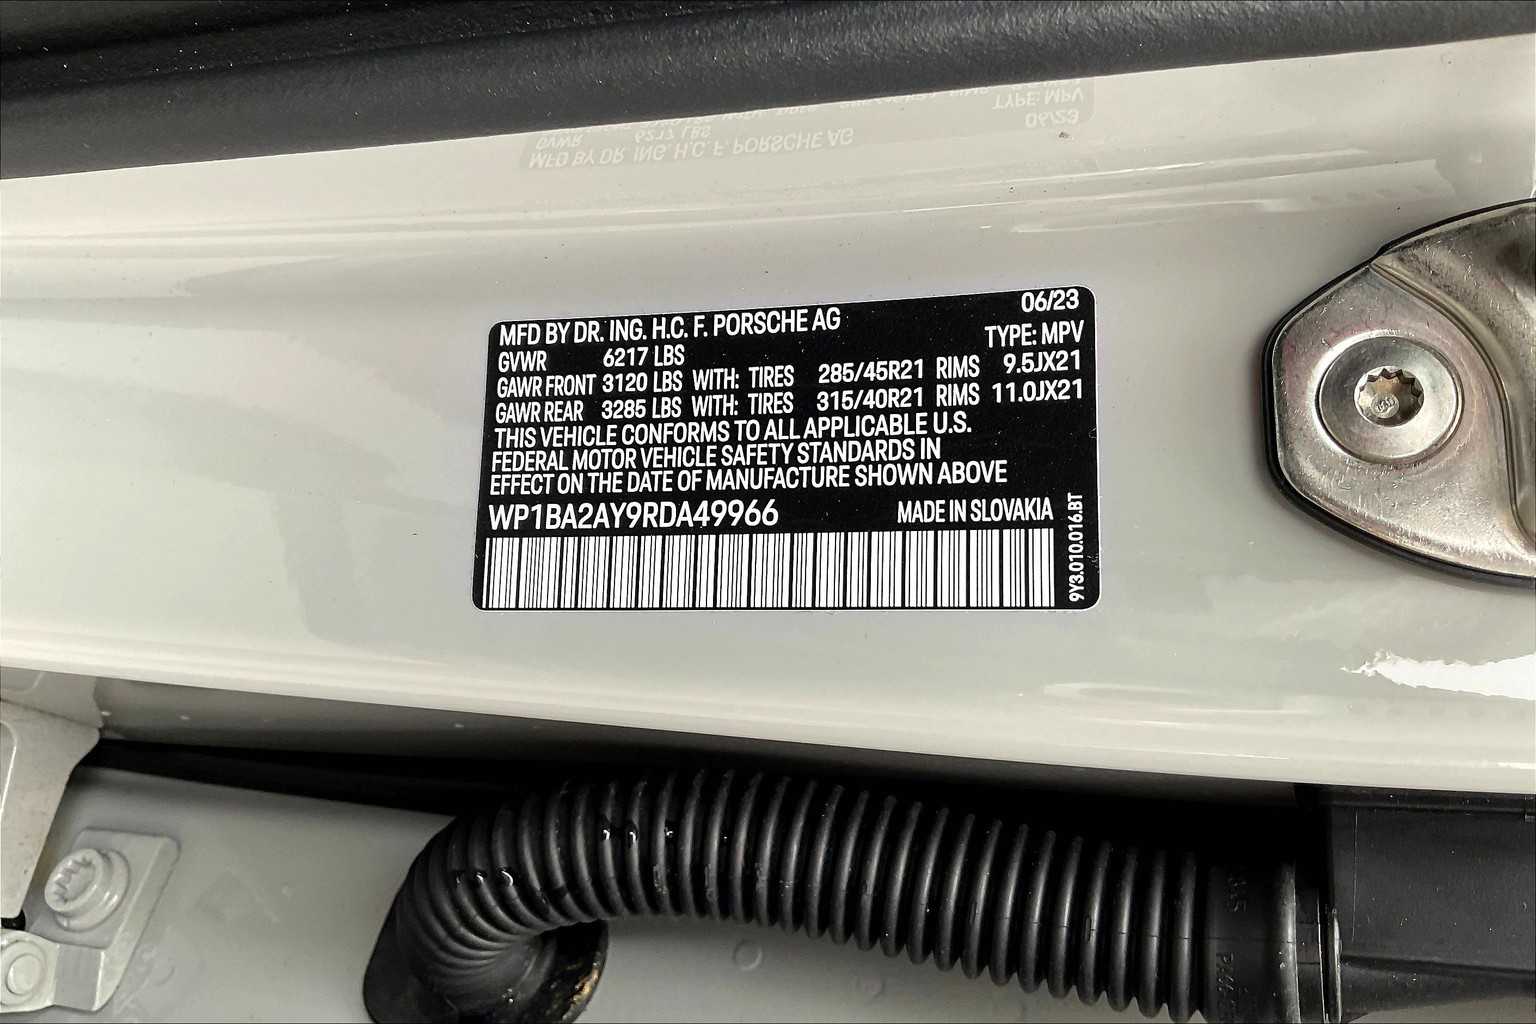 MFD BY DR. ING. H.C. F. PORSCHE AG 06/23
GVWR 6217 LBS TYPE: MPV
GAWR FRONT 3120 LBS WITH: TIRES 285/45R21 RIMS 9.5JX21
GAWR REAR 3285 LBS WITH: TIRES 315/40R21 RIMS 11.0JX21
THIS VEHICLE CONFORMS TO ALL APPLICABLE U.S.
FEDERAL MOTOR VEHICLE SAFETY STANDARDS IN
EFFECT ON THE DATE OF MANUFACTURE SHOWN ABOVE
WP1BA2AY9RDA49966 MADE IN SLOVAKIA
9Y3.010.016.BT